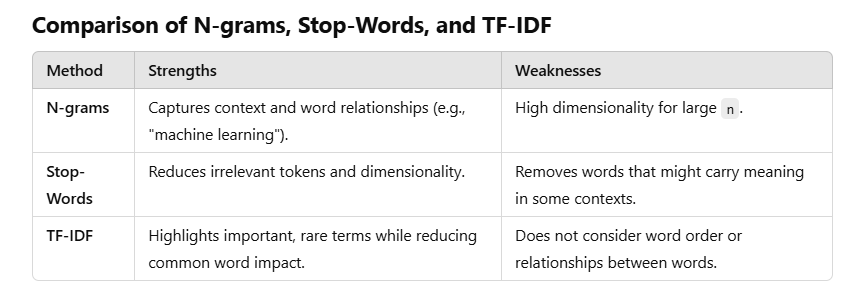 Comparison of N-grams, Stop-Words, and TF-IDF
Method Strengths Weaknesses
N-grams Captures context and word relationships (e.g., High dimensionality for large n.
"machine learning").
Stop- Reduces irrelevant tokens and dimensionality. Removes words that might carry meaning
Words in some contexts.
TF-IDF Highlights important, rare terms while reducing Does not consider word order or
common word impact. relationships between words.